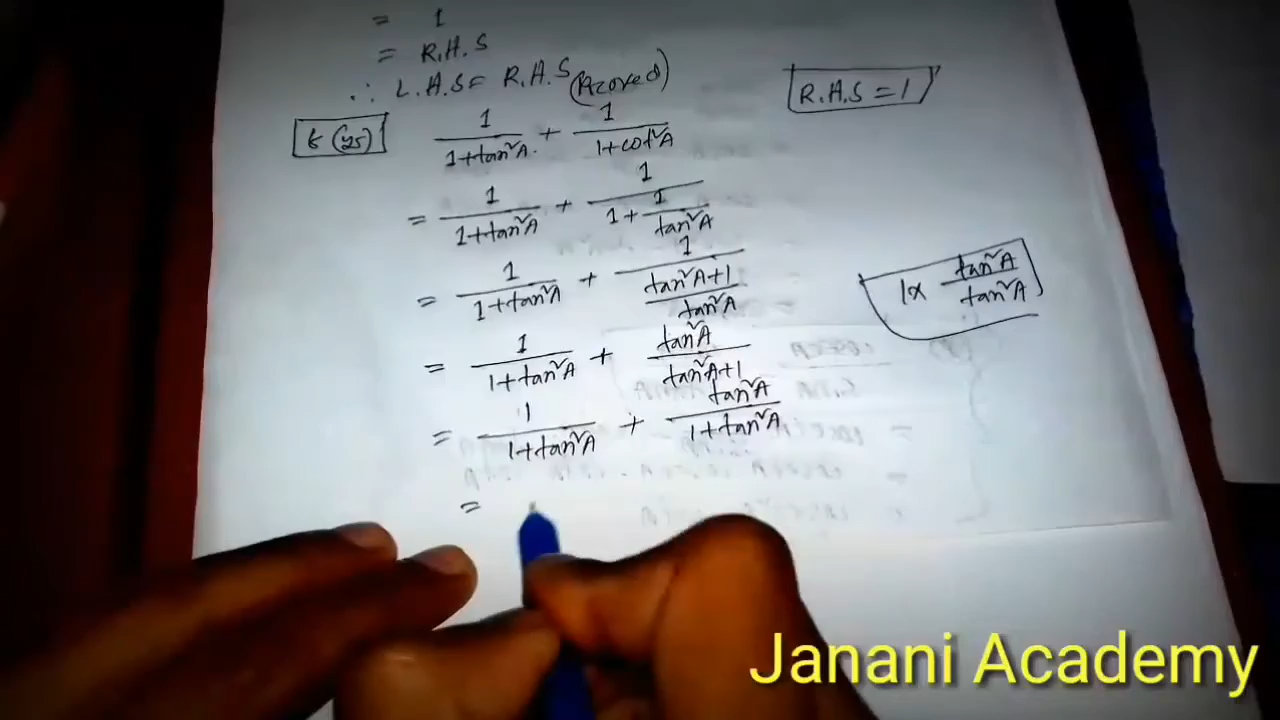 = 1
= R.H.S
∴ L.H.S = R.H.S (Proved)
R.H.S = 1
1/(1+tan²A) + 1/(1+cot²A)
= 1/(1+tan²A) + 1/(1+1/tan²A)
= 1/(1+tan²A) + 1/((tan²A+1)/tan²A)
1× tan²A/tan²A
= 1/(1+tan²A) + tan²A/(tan²A+1)
= 1/(1+tan²A) + tan²A/(1+tan²A)
=
Janani Academy